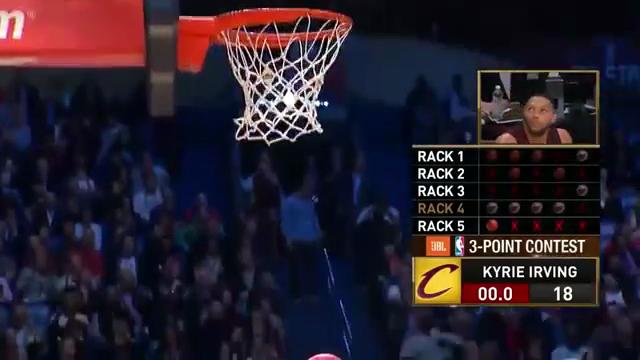 m
RACK 1
RACK 2
RACK 3
RACK 4
RACK 5
X X X X
JBL NBA 3-POINT CONTEST
C KYRIE IRVING
00.0 18